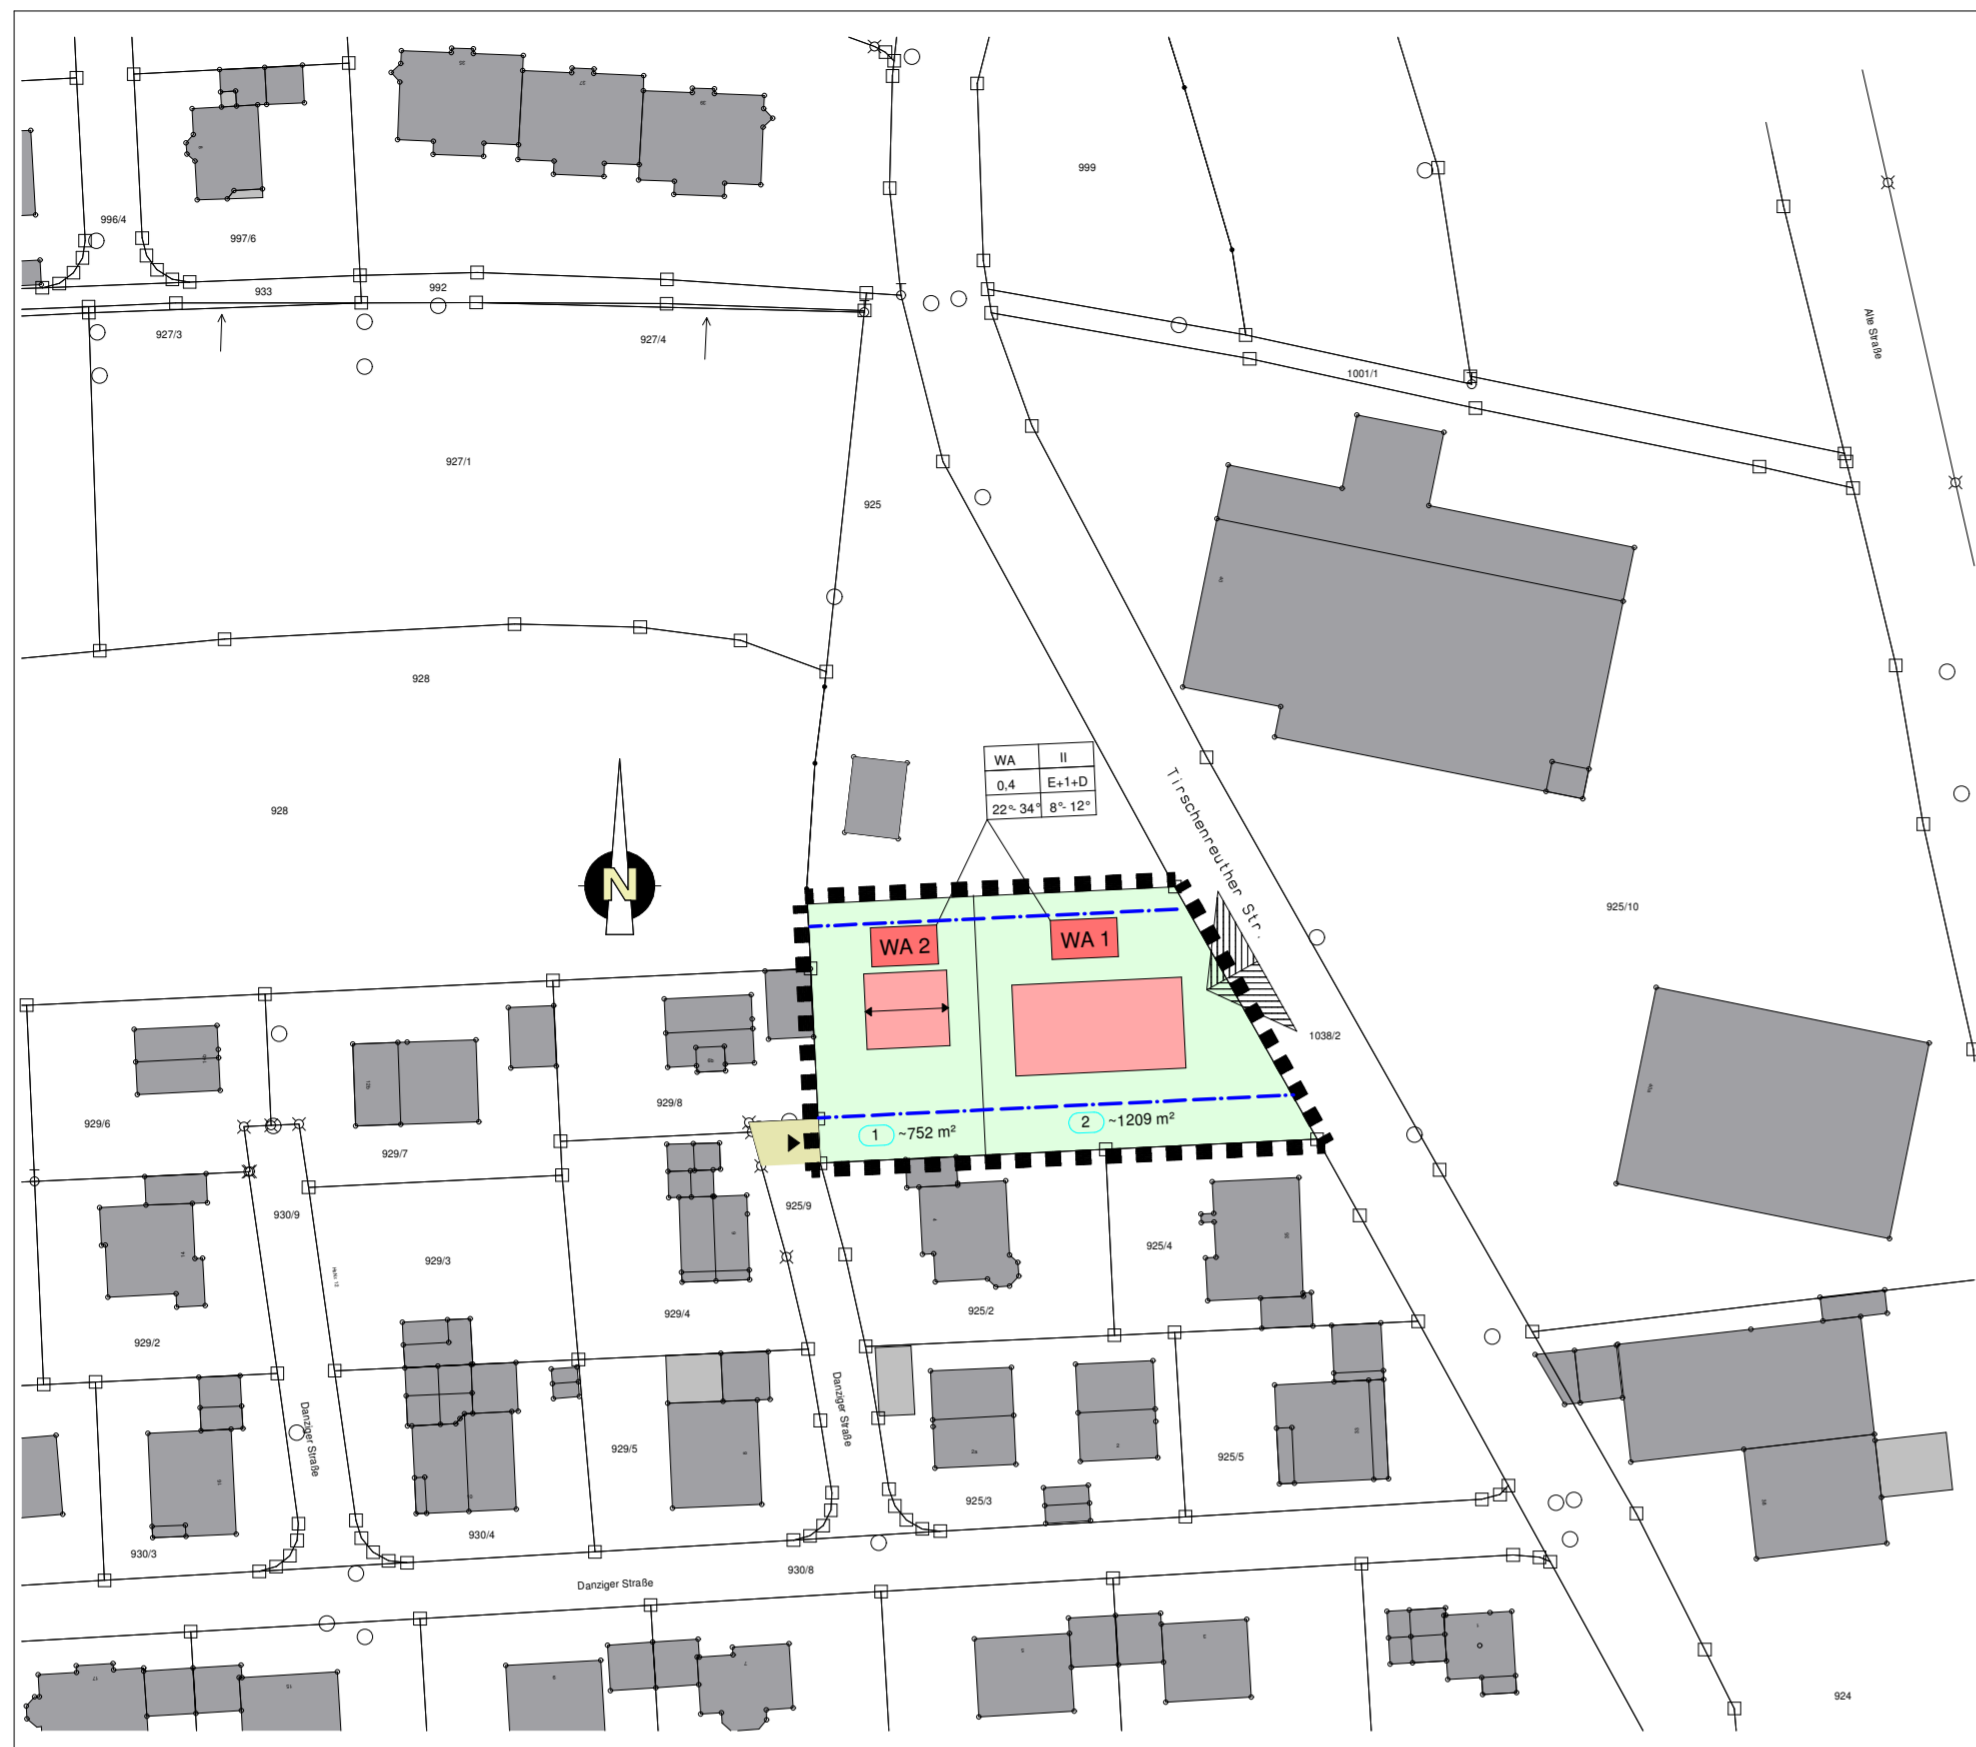 999
996/4
997/6
933
992
927/3
927/4
Alte Straße
1001/1
927/1
925
928
WA II
0,4 E+1+D
22°-34° 8°-12°
Tirschenreuther Str.
928
N
925/10
WA 2
WA 1
1038/2
929/6
929/8
1 ~752 m²
2 ~1209 m²
929/7
925/9
930/9
929/3
925/4
929/4
925/2
929/2
Danziger Straße
Danziger Straße
929/5
925/5
925/3
930/4
930/3
930/8
Danziger Straße
924